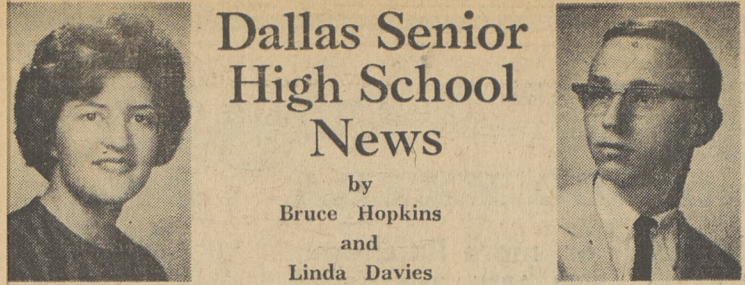 Dallas Senior
High School
News
by
Bruce Hopkins
and
Linda Davies